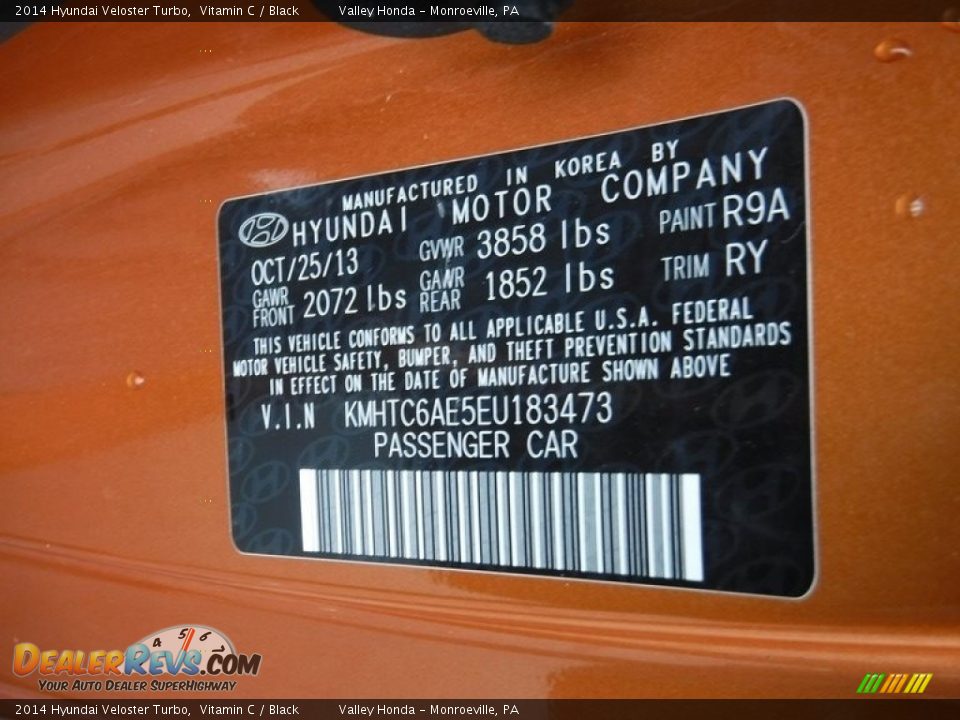 2014 Hyundai Veloster Turbo,  Vitamin C / Black          Valley Honda - Monroeville, PA
MANUFACTURED IN KOREA BY
HYUNDAI MOTOR COMPANY
OCT/25/13 GVWR 3858 lbs PAINT R9A
GAWR FRONT 2072 lbs GAWR REAR 1852 lbs TRIM RY
THIS VEHICLE CONFORMS TO ALL APPLICABLE U.S.A. FEDERAL
MOTOR VEHICLE SAFETY, BUMPER, AND THEFT PREVENTION STANDARDS
IN EFFECT ON THE DATE OF MANUFACTURE SHOWN ABOVE
V.I.N KMHTC6AE5EU183473
PASSENGER CAR
4 5 6
DEALERREVS.COM
YOUR AUTO DEALER SUPERHIGHWAY
2014 Hyundai Veloster Turbo,  Vitamin C / Black          Valley Honda - Monroeville, PA